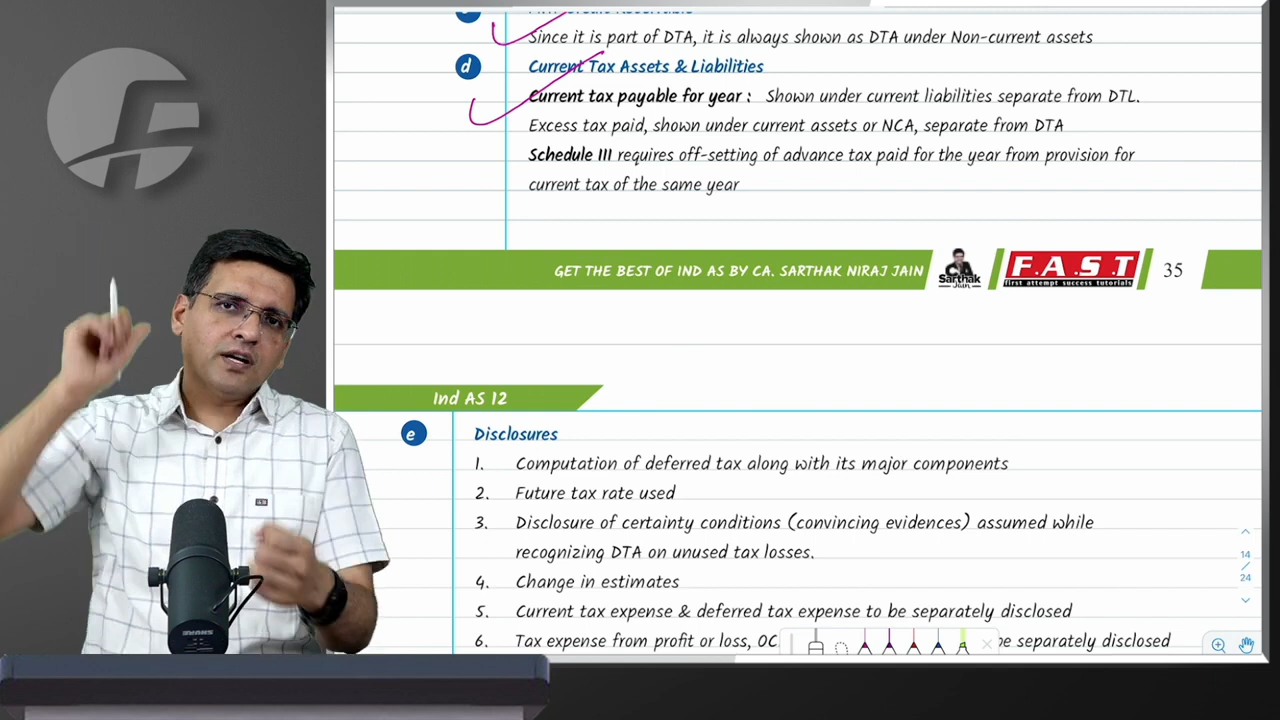 Since it is part of DTA, it is always shown as DTA under Non-current assets
d Current Tax Assets & Liabilities
Current tax payable for year : Shown under current liabilities separate from DTL.
Excess tax paid, shown under current assets or NCA, separate from DTA
Schedule III requires off-setting of advance tax paid for the year from provision for
current tax of the same year
GET THE BEST OF IND AS BY CA. SARTHAK NIRAJ JAIN
Sarthak
Jain
F.A.S.T
first attempt success tutorials
35
Ind AS 12
e Disclosures
1. Computation of deferred tax along with its major components
2. Future tax rate used
3. Disclosure of certainty conditions (convincing evidences) assumed while
recognizing DTA on unused tax losses.
4. Change in estimates
5. Current tax expense & deferred tax expense to be separately disclosed
6. Tax expense from profit or loss, OC be separately disclosed
14
/
24
SHURE